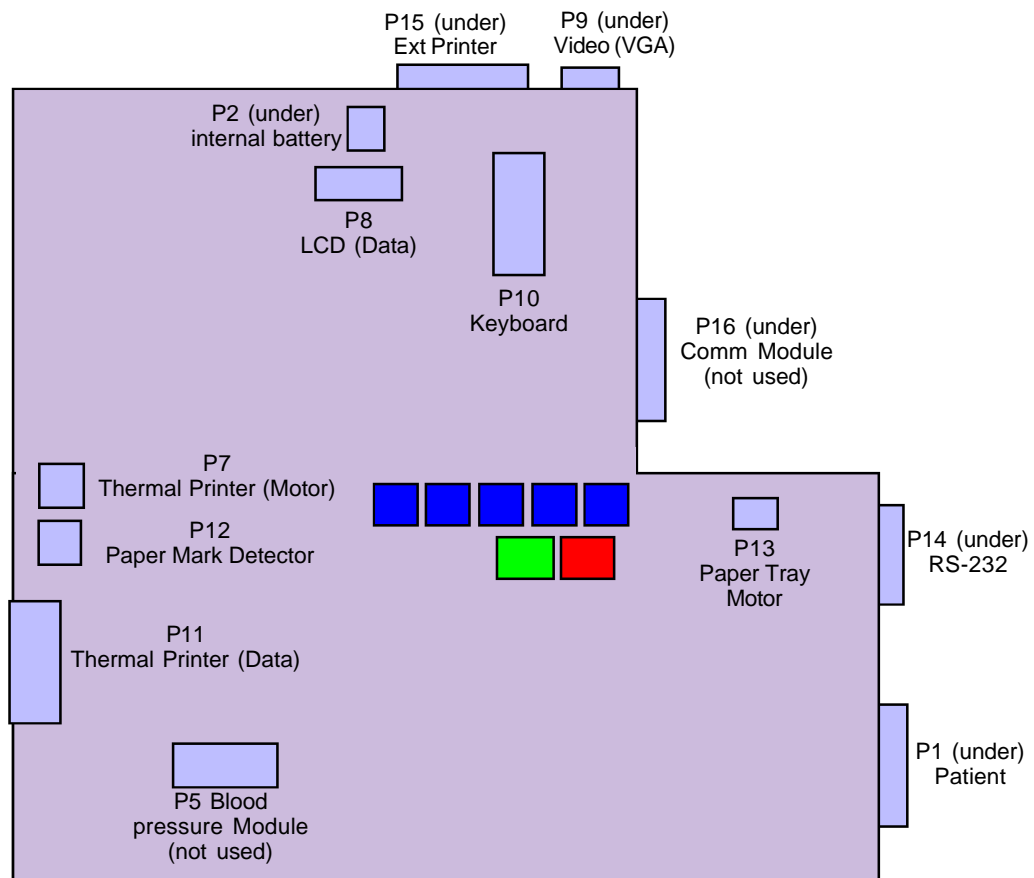 P15 (under)
Ext Printer
P9 (under)
Video (VGA)
P2 (under)
internal battery
P8
LCD (Data)
P10
Keyboard
P16 (under)
Comm Module
(not used)
P7
Thermal Printer (Motor)
P12
Paper Mark Detector
P13
Paper Tray
Motor
P14 (under)
RS-232
P11
Thermal Printer (Data)
P1 (under)
Patient
P5 Blood
pressure Module
(not used)